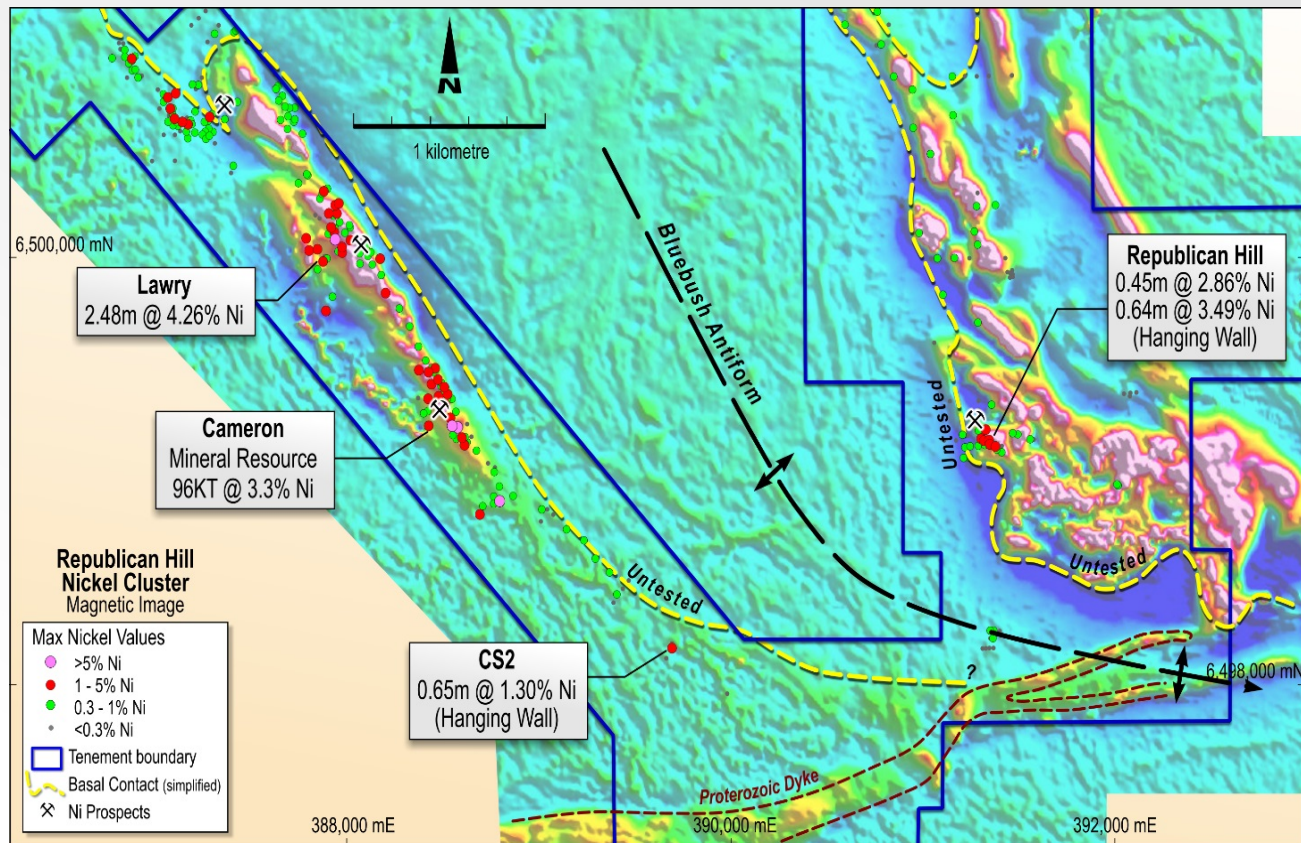 N
1 kilometre
6,500,000 mN
Lawry
2.48m @ 4.26% Ni
Bluebush Antiform
Republican Hill
0.45m @ 2.86% Ni
0.64m @ 3.49% Ni
(Hanging Wall)
Cameron
Mineral Resource
96KT @ 3.3% Ni
Untested
Untested
Untested
CS2
0.65m @ 1.30% Ni
(Hanging Wall)
?
6,498,000 mN
Proterozoic Dyke
Republican Hill
Nickel Cluster
Magnetic Image
Max Nickel Values
>5% Ni
1 - 5% Ni
0.3 - 1% Ni
<0.3% Ni
Tenement boundary
Basal Contact (simplified)
Ni Prospects
388,000 mE
390,000 mE
392,000 mE